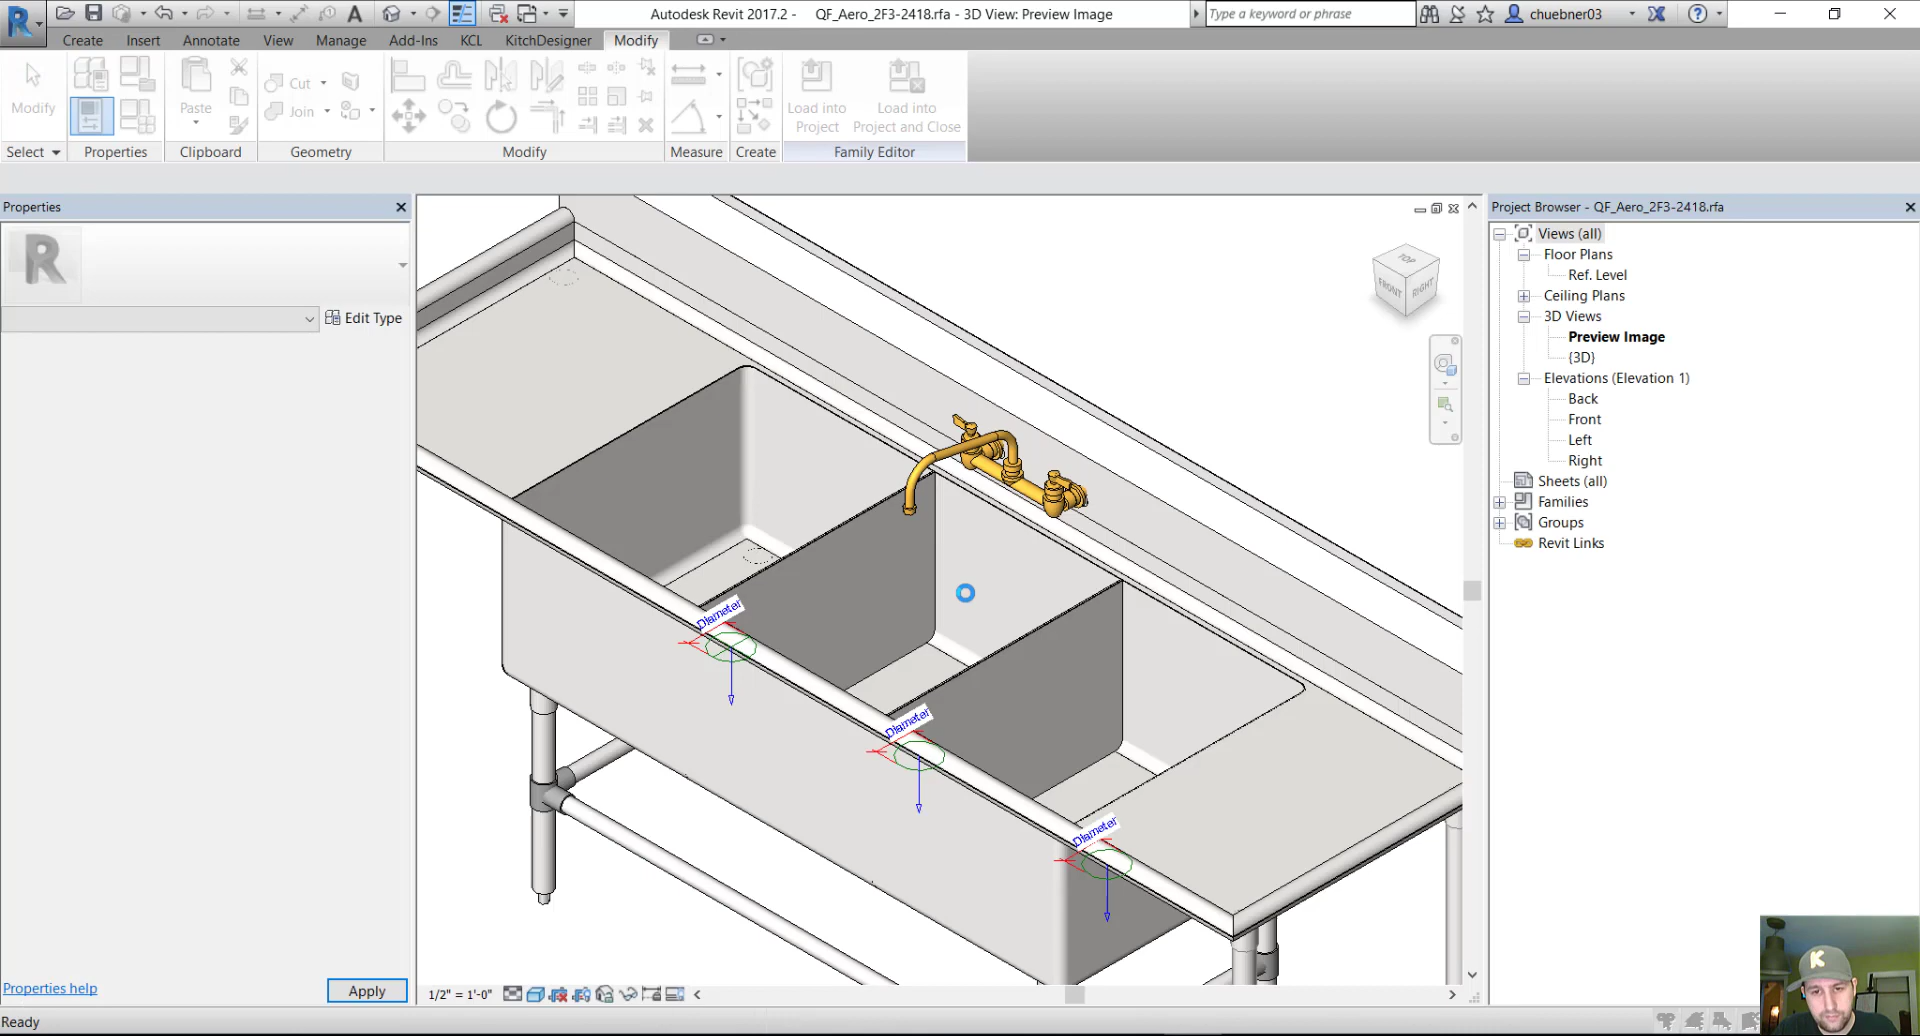 Autodesk Revit 2017.2 - QF_Aero_2F3-2418.rfa - 3D View: Preview Image
Type a keyword or phrase
chuebner03
Create Insert Annotate View Manage Add-Ins KCL KitchDesigner Modify
Modify
Paste
Cut
Join
Load into Project
Load into Project and Close
Select Properties Clipboard Geometry Modify Measure Create Family Editor
Properties
R
Edit Type
Properties help
Apply
TOP
FRONT
RIGHT
Diameter
Diameter
Diameter
1/2" = 1'-0"
Project Browser - QF_Aero_2F3-2418.rfa
Views (all)
Floor Plans
Ref. Level
Ceiling Plans
3D Views
Preview Image
{3D}
Elevations (Elevation 1)
Back
Front
Left
Right
Sheets (all)
Families
Groups
Revit Links
K
Ready